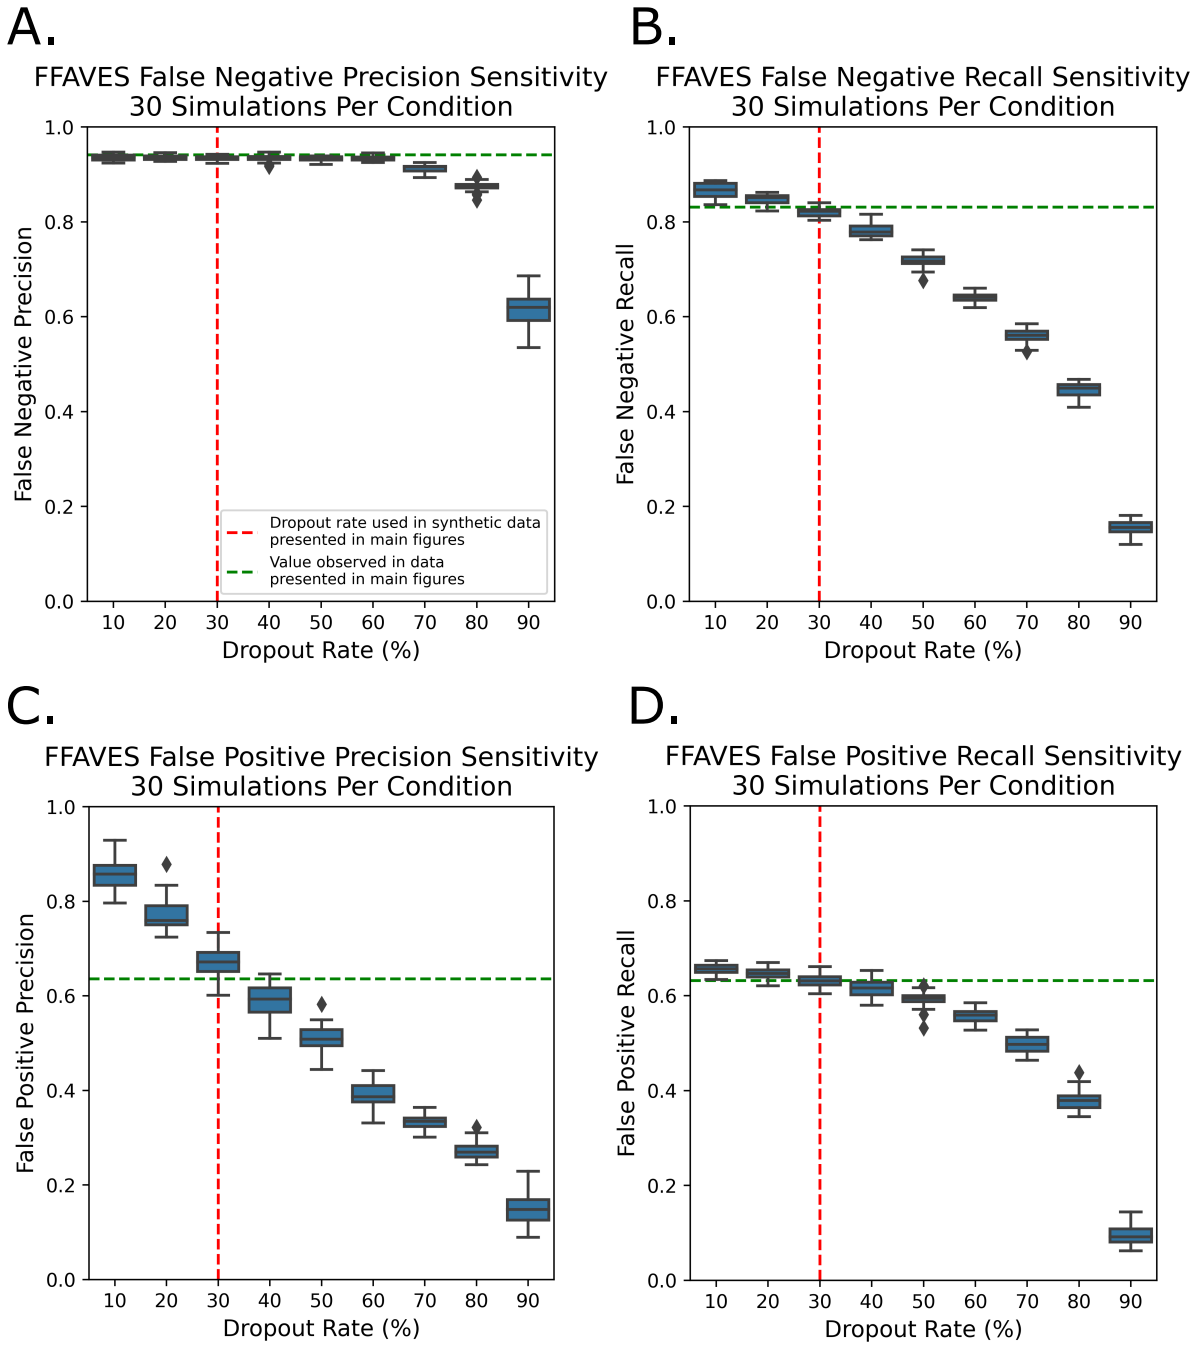 A.
FFAVES False Negative Precision Sensitivity
30 Simulations Per Condition
1.0
0.8
0.6
0.4
0.2
0.0
False Negative Precision
Dropout rate used in synthetic data
presented in main figures
Value observed in data
presented in main figures
10 20 30 40 50 60 70 80 90
Dropout Rate (%)
B.
FFAVES False Negative Recall Sensitivity
30 Simulations Per Condition
1.0
0.8
0.6
0.4
0.2
0.0
False Negative Recall
10 20 30 40 50 60 70 80 90
Dropout Rate (%)
C.
FFAVES False Positive Precision Sensitivity
30 Simulations Per Condition
1.0
0.8
0.6
0.4
0.2
0.0
False Positive Precision
10 20 30 40 50 60 70 80 90
Dropout Rate (%)
D.
FFAVES False Positive Recall Sensitivity
30 Simulations Per Condition
1.0
0.8
0.6
0.4
0.2
0.0
False Positive Recall
10 20 30 40 50 60 70 80 90
Dropout Rate (%)